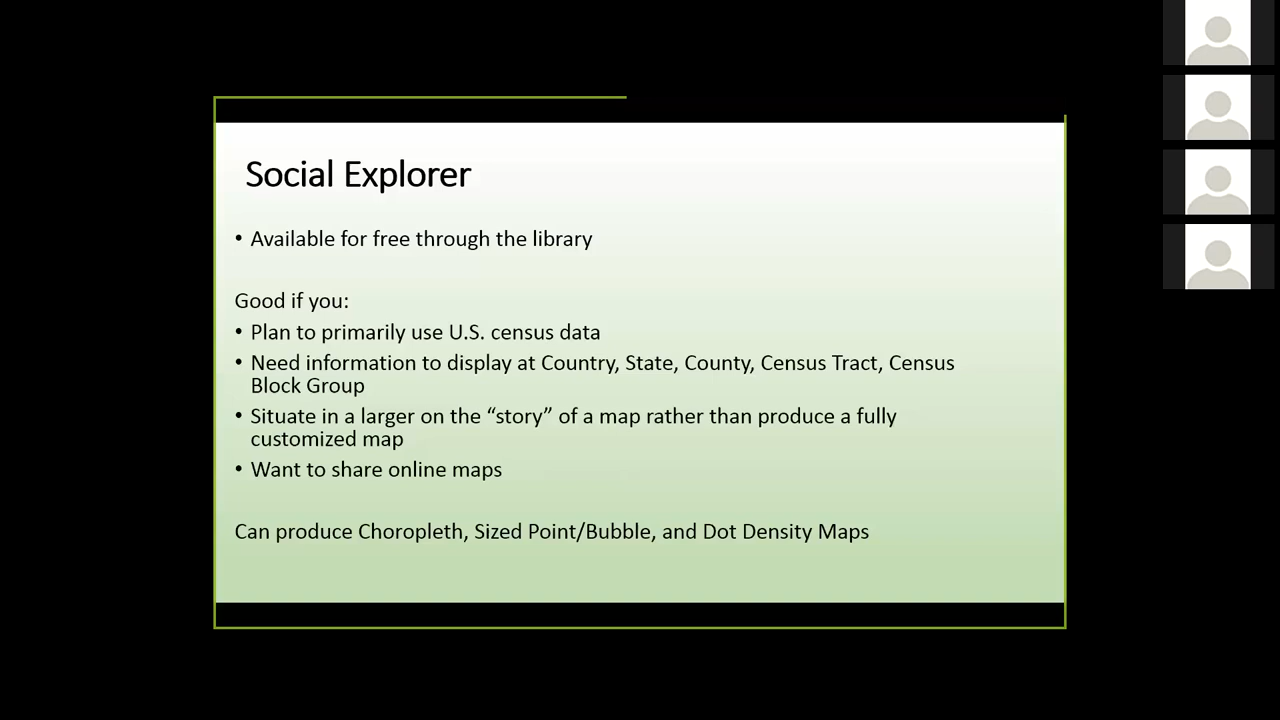 Social Explorer
• Available for free through the library
Good if you:
• Plan to primarily use U.S. census data
• Need information to display at Country, State, County, Census Tract, Census
Block Group
• Situate in a larger on the “story” of a map rather than produce a fully
customized map
• Want to share online maps
Can produce Choropleth, Sized Point/Bubble, and Dot Density Maps